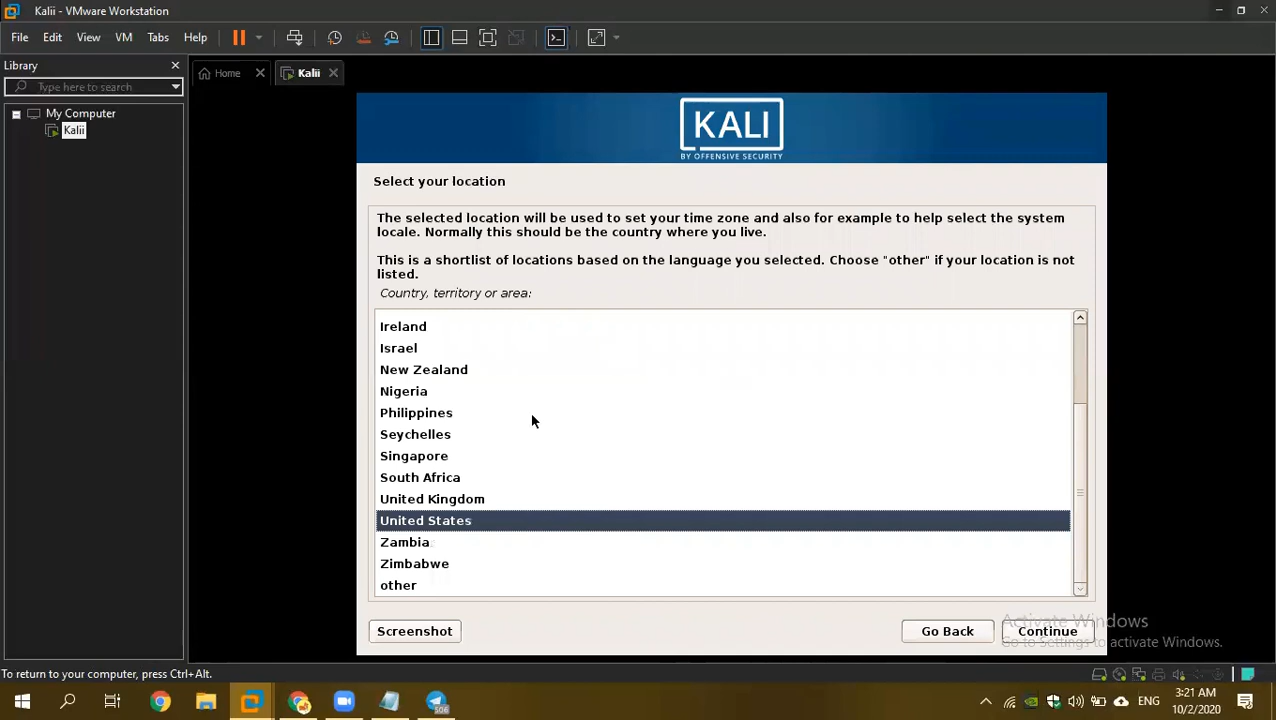 Kalii - VMware Workstation
File Edit View VM Tabs Help
Library
Type here to search
My Computer
Kalii
Home
Kalii
KALI
BY OFFENSIVE SECURITY
Select your location
The selected location will be used to set your time zone and also for example to help select the system
locale. Normally this should be the country where you live.
This is a shortlist of locations based on the language you selected. Choose "other" if your location is not
listed.
Country, territory or area:
Ireland
Israel
New Zealand
Nigeria
Philippines
Seychelles
Singapore
South Africa
United Kingdom
United States
Zambia
Zimbabwe
other
Screenshot
Go Back
Continue
Activate Windows
Go to Settings to activate Windows.
To return to your computer, press Ctrl+Alt.
506
ENG
3:21 AM
10/2/2020